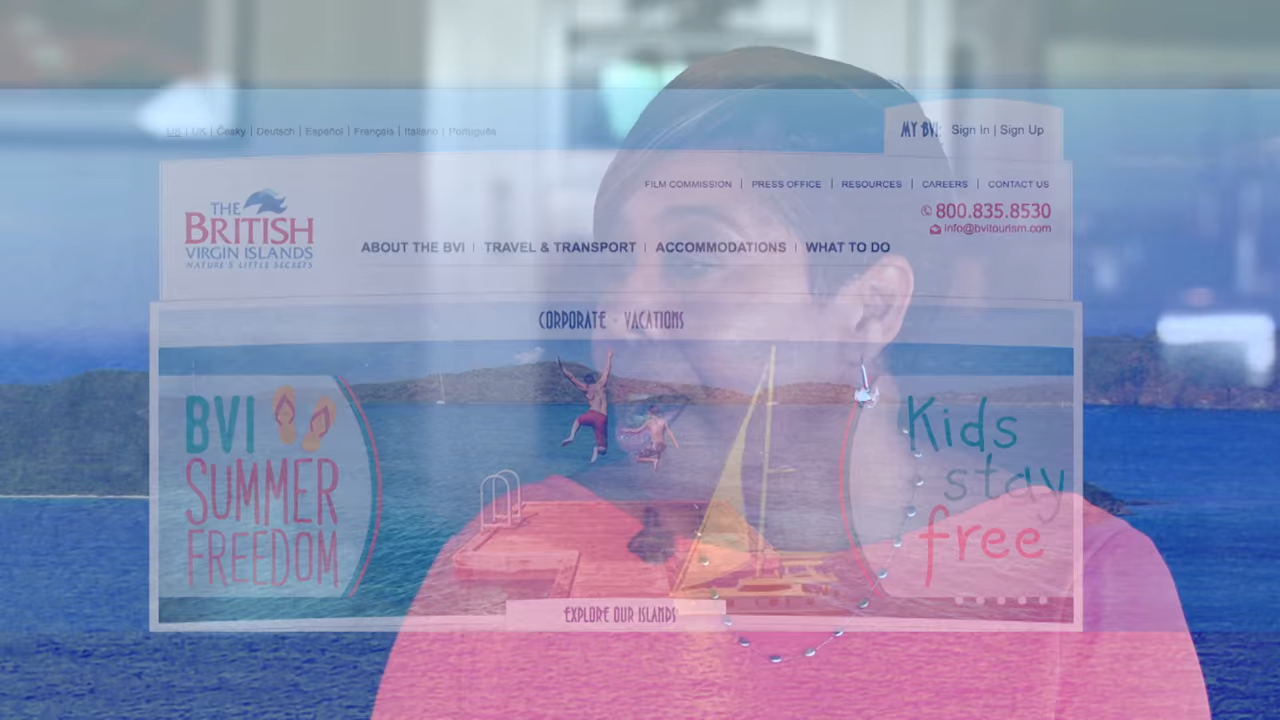 US | UK | Česky | Deutsch | Español | Français | Italiano | Português
MY BVI: Sign In | Sign Up
FILM COMMISSION | PRESS OFFICE | RESOURCES | CAREERS | CONTACT US
800.835.8530
info@bvitourism.com
THE
BRITISH
VIRGIN ISLANDS
NATURE'S LITTLE SECRETS
ABOUT THE BVI | TRAVEL & TRANSPORT | ACCOMMODATIONS | WHAT TO DO
CORPORATE - VACATIONS
BVI
SUMMER
FREEDOM
Kids
stay
free
EXPLORE OUR ISLANDS